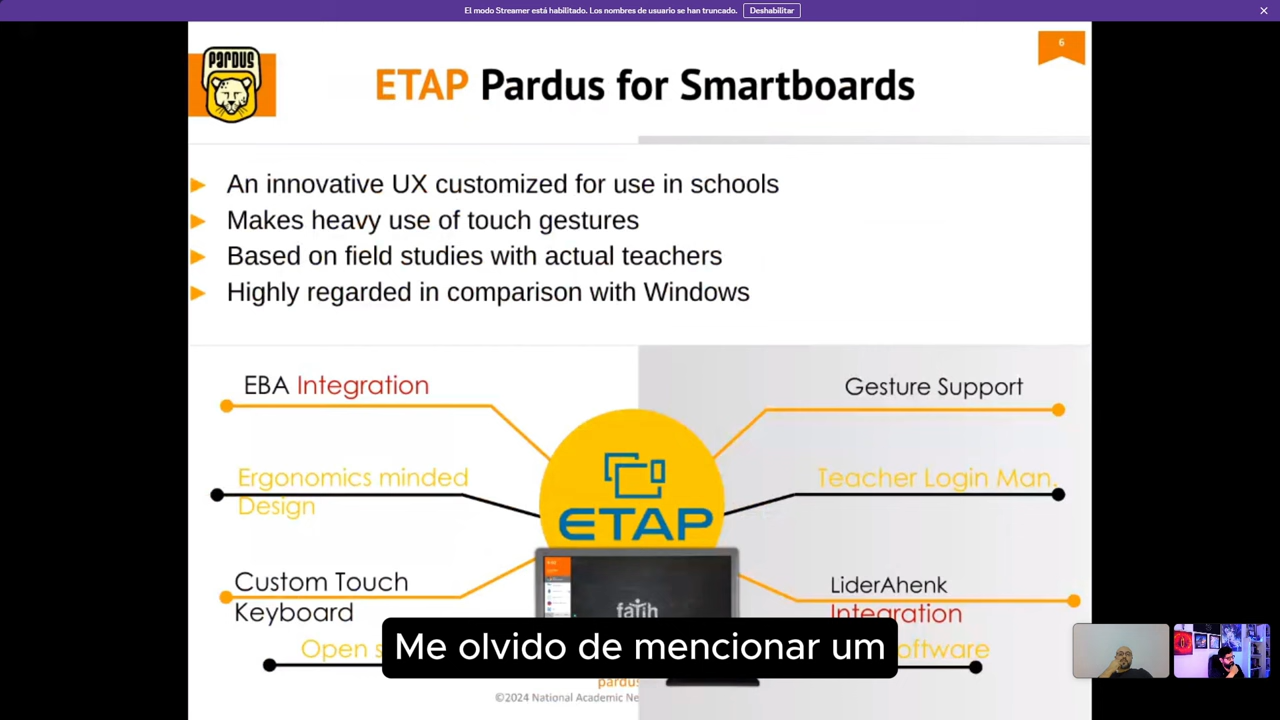 El modo Streamer está habilitado. Los nombres de usuario se han truncado. Deshabilitar
PARDUS
6
ETAP Pardus for Smartboards
An innovative UX customized for use in schools
Makes heavy use of touch gestures
Based on field studies with actual teachers
Highly regarded in comparison with Windows
EBA Integration
Gesture Support
Ergonomics minded
Design
Teacher Login Man.
ETAP
Custom Touch
Keyboard
LiderAhenk
Integration
fatih
Open
Me olvido de mencionar um
pardus
©2024 National Academic